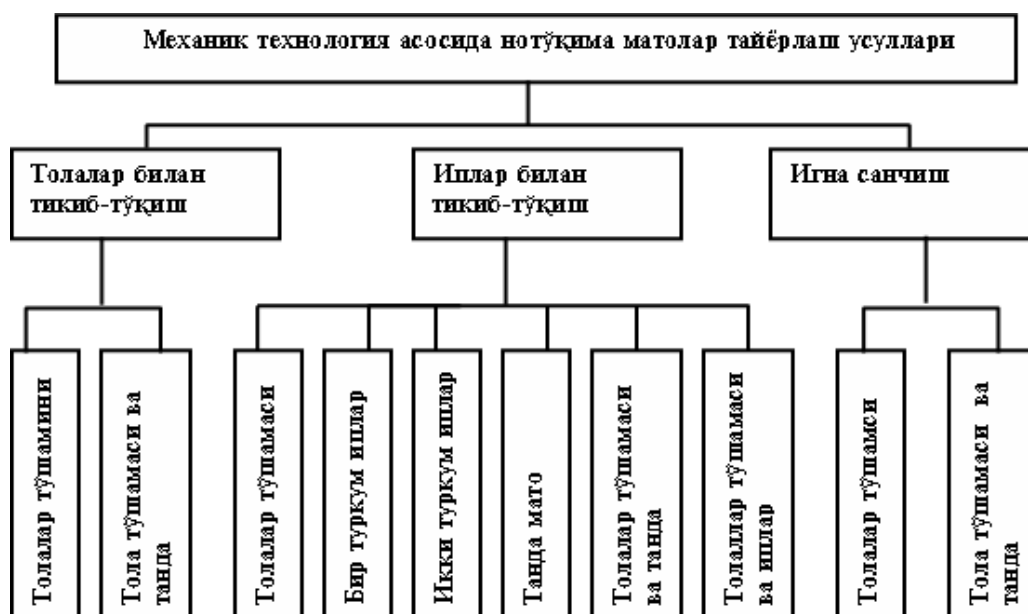 Механик технология асосида нотўқима матолар тайёрлаш усуллари
Толалар билан
тикиб-тўқиш
Иплар билан
тикиб-тўқиш
Игна санчиш
Толалар тўшамини
Тола тўшамаси ва
танда
Толалар тўшамаси
Бир туркум иплар
Икки туркум иплар
Танда мато
Толалар тўшамаси
ва танда
Толаллар тўшамаси
ва иплар
Толалар тўшамси
Тола тўшамаси ва
танда